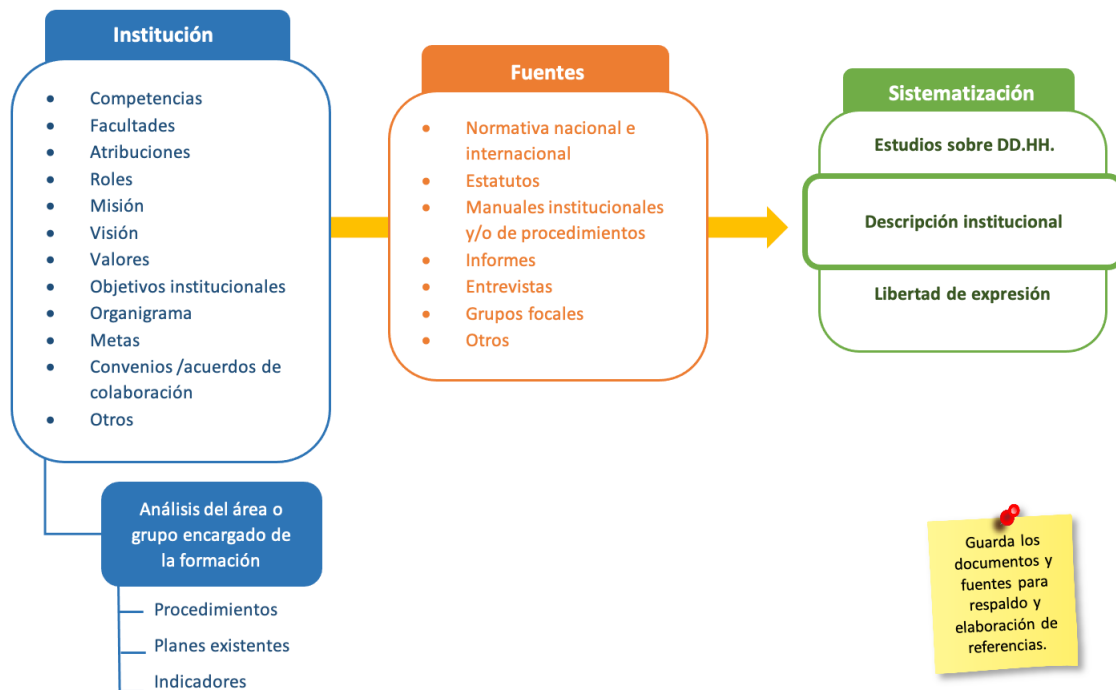 Institución
Competencias
Facultades
Atribuciones
Roles
Misión
Visión
Valores
Objetivos institucionales
Organigrama
Metas
Convenios /acuerdos de
colaboración
Otros
Análisis del área o
grupo encargado de
la formación
Procedimientos
Planes existentes
Indicadores
Fuentes
Normativa nacional e
internacional
Estatutos
Manuales institucionales
y/o de procedimientos
Informes
Entrevistas
Grupos focales
Otros
Sistematización
Estudios sobre DD.HH.
Descripción institucional
Libertad de expresión
Guarda los
documentos y
fuentes para
respaldo y
elaboración de
referencias.